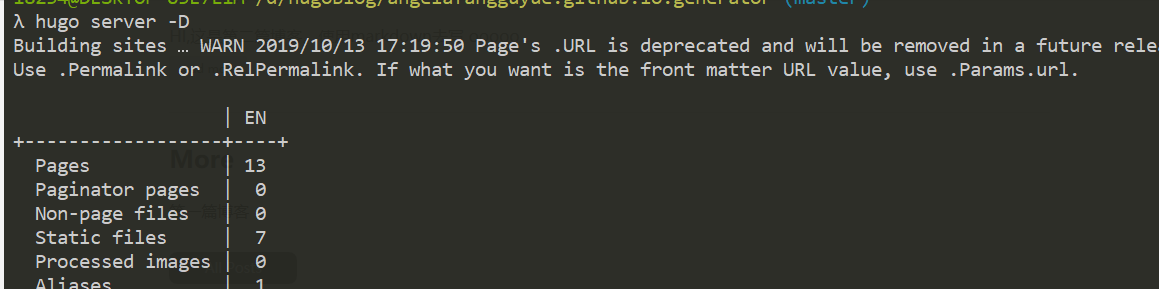 λ hugo server -D
Building sites … WARN 2019/10/13 17:19:50 Page's .URL is deprecated and will be removed in a future rele
Use .Permalink or .RelPermalink. If what you want is the front matter URL value, use .Params.url.
| EN
+------------------+----+
Pages | 13
Paginator pages | 0
Non-page files | 0
Static files | 7
Processed images | 0
Aliases | 1